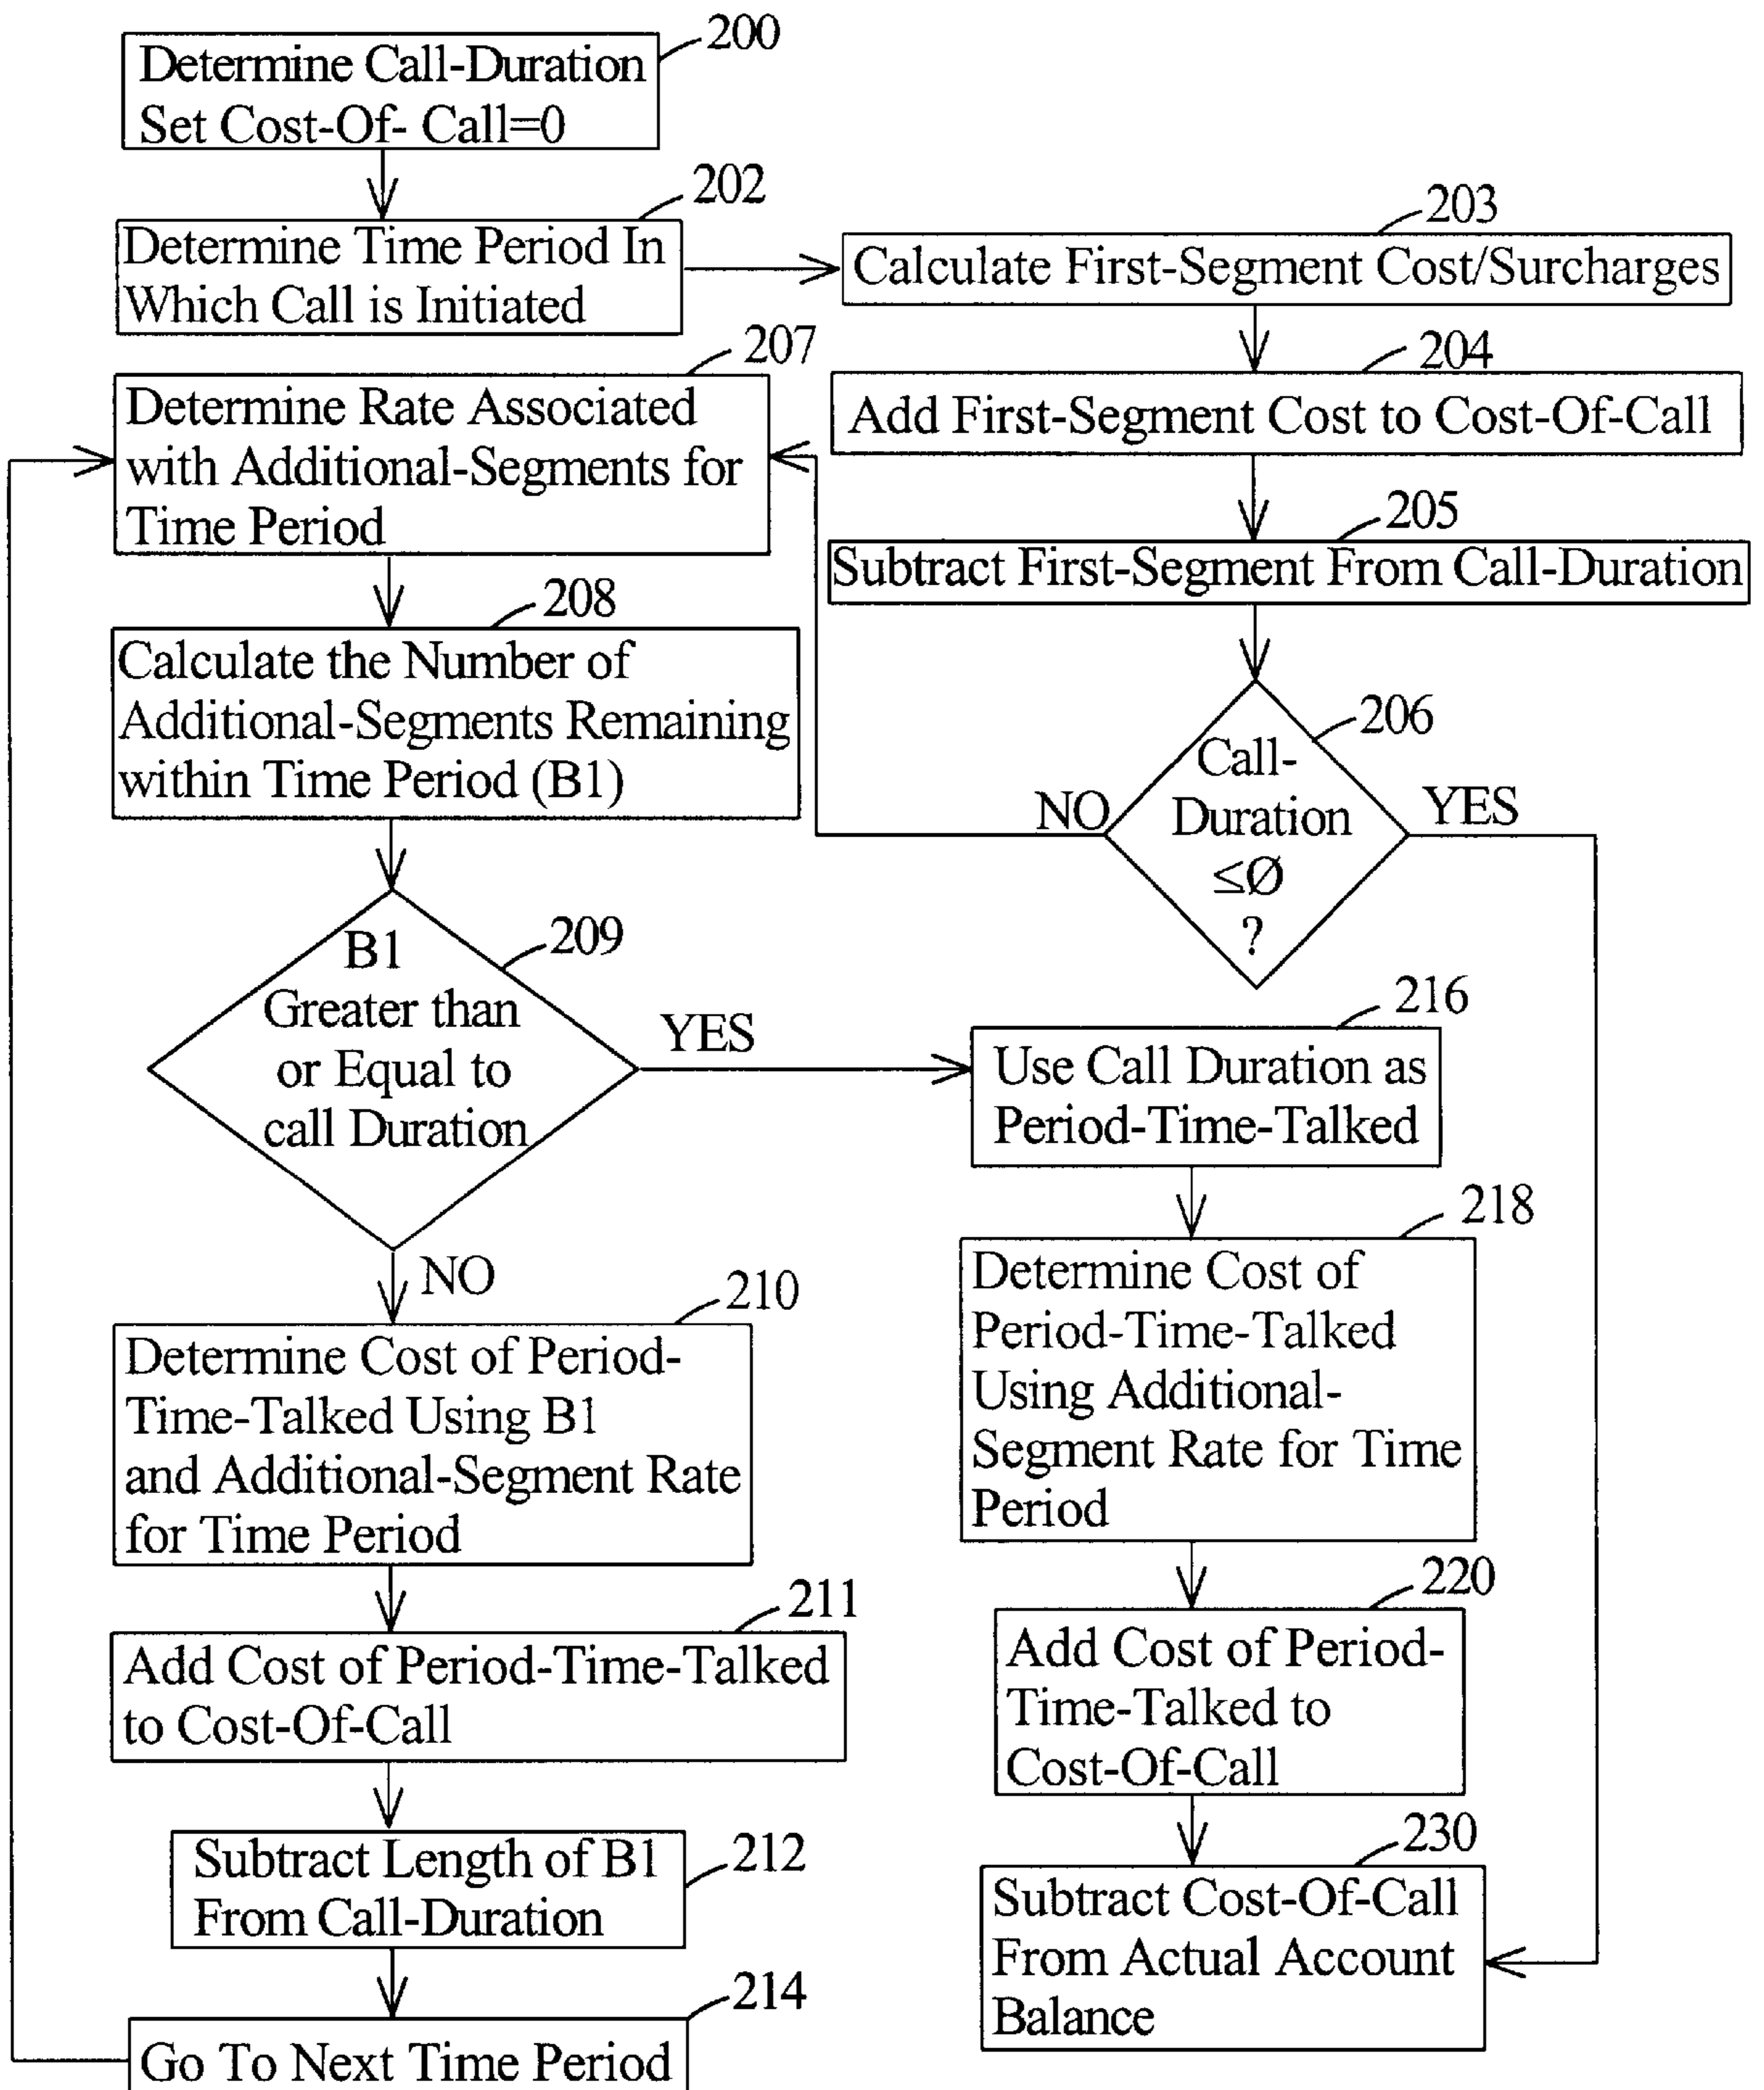 200
Determine Call-Duration
Set Cost-Of- Call=0
202
Determine Time Period In
Which Call is Initiated
203
Calculate First-Segment Cost/Surcharges
204
Add First-Segment Cost to Cost-Of-Call
205
Subtract First-Segment From Call-Duration
206
Call-
Duration
≤Ø
?
NO
YES
207
Determine Rate Associated
with Additional-Segments for
Time Period
208
Calculate the Number of
Additional-Segments Remaining
within Time Period (B1)
209
B1
Greater than
or Equal to
call Duration
YES
NO
210
Determine Cost of Period-
Time-Talked Using B1
and Additional-Segment Rate
for Time Period
211
Add Cost of Period-Time-Talked
to Cost-Of-Call
212
Subtract Length of B1
From Call-Duration
214
Go To Next Time Period
216
Use Call Duration as
Period-Time-Talked
218
Determine Cost of
Period-Time-Talked
Using Additional-
Segment Rate for Time
Period
220
Add Cost of Period-
Time-Talked to
Cost-Of-Call
230
Subtract Cost-Of-Call
From Actual Account
Balance